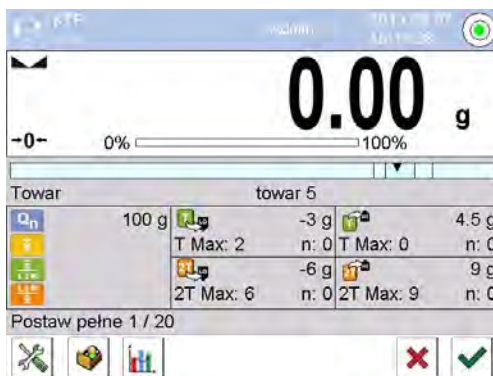 0.00 g
→0← 0% 100%
Towar towar 5
Qn 100 g -3 g 4.5 g
T Max: 2 n: 0 T Max: 0 n: 0
-6 g 9 g
2T Max: 6 n: 0 2T Max: 9 n: 0
Postaw pełne 1 / 20